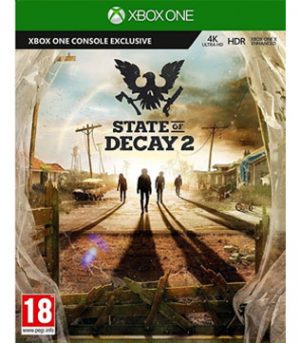 XBOX ONE
XBOX ONE CONSOLE EXCLUSIVE
4K
ULTRA HD
HDR
XBOX ONE X
ENHANCED
STATE OF
DECAY 2
18
www.pegi.info